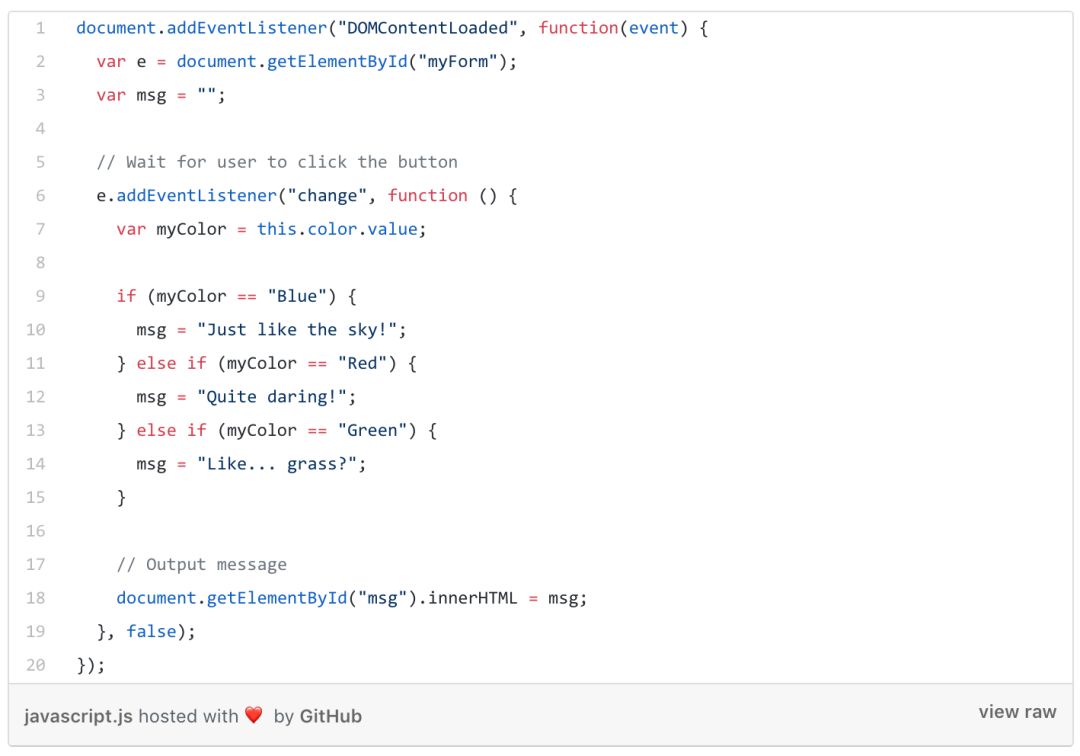 1 document.addEventListener("DOMContentLoaded", function(event) {
2 var e = document.getElementById("myForm");
3 var msg = "";
4
5 // Wait for user to click the button
6 e.addEventListener("change", function () {
7 var myColor = this.color.value;
8
9 if (myColor == "Blue") {
10 msg = "Just like the sky!";
11 } else if (myColor == "Red") {
12 msg = "Quite daring!";
13 } else if (myColor == "Green") {
14 msg = "Like... grass?";
15 }
16
17 // Output message
18 document.getElementById("msg").innerHTML = msg;
19 }, false);
20 });
javascript.js hosted with ❤ by GitHub view raw